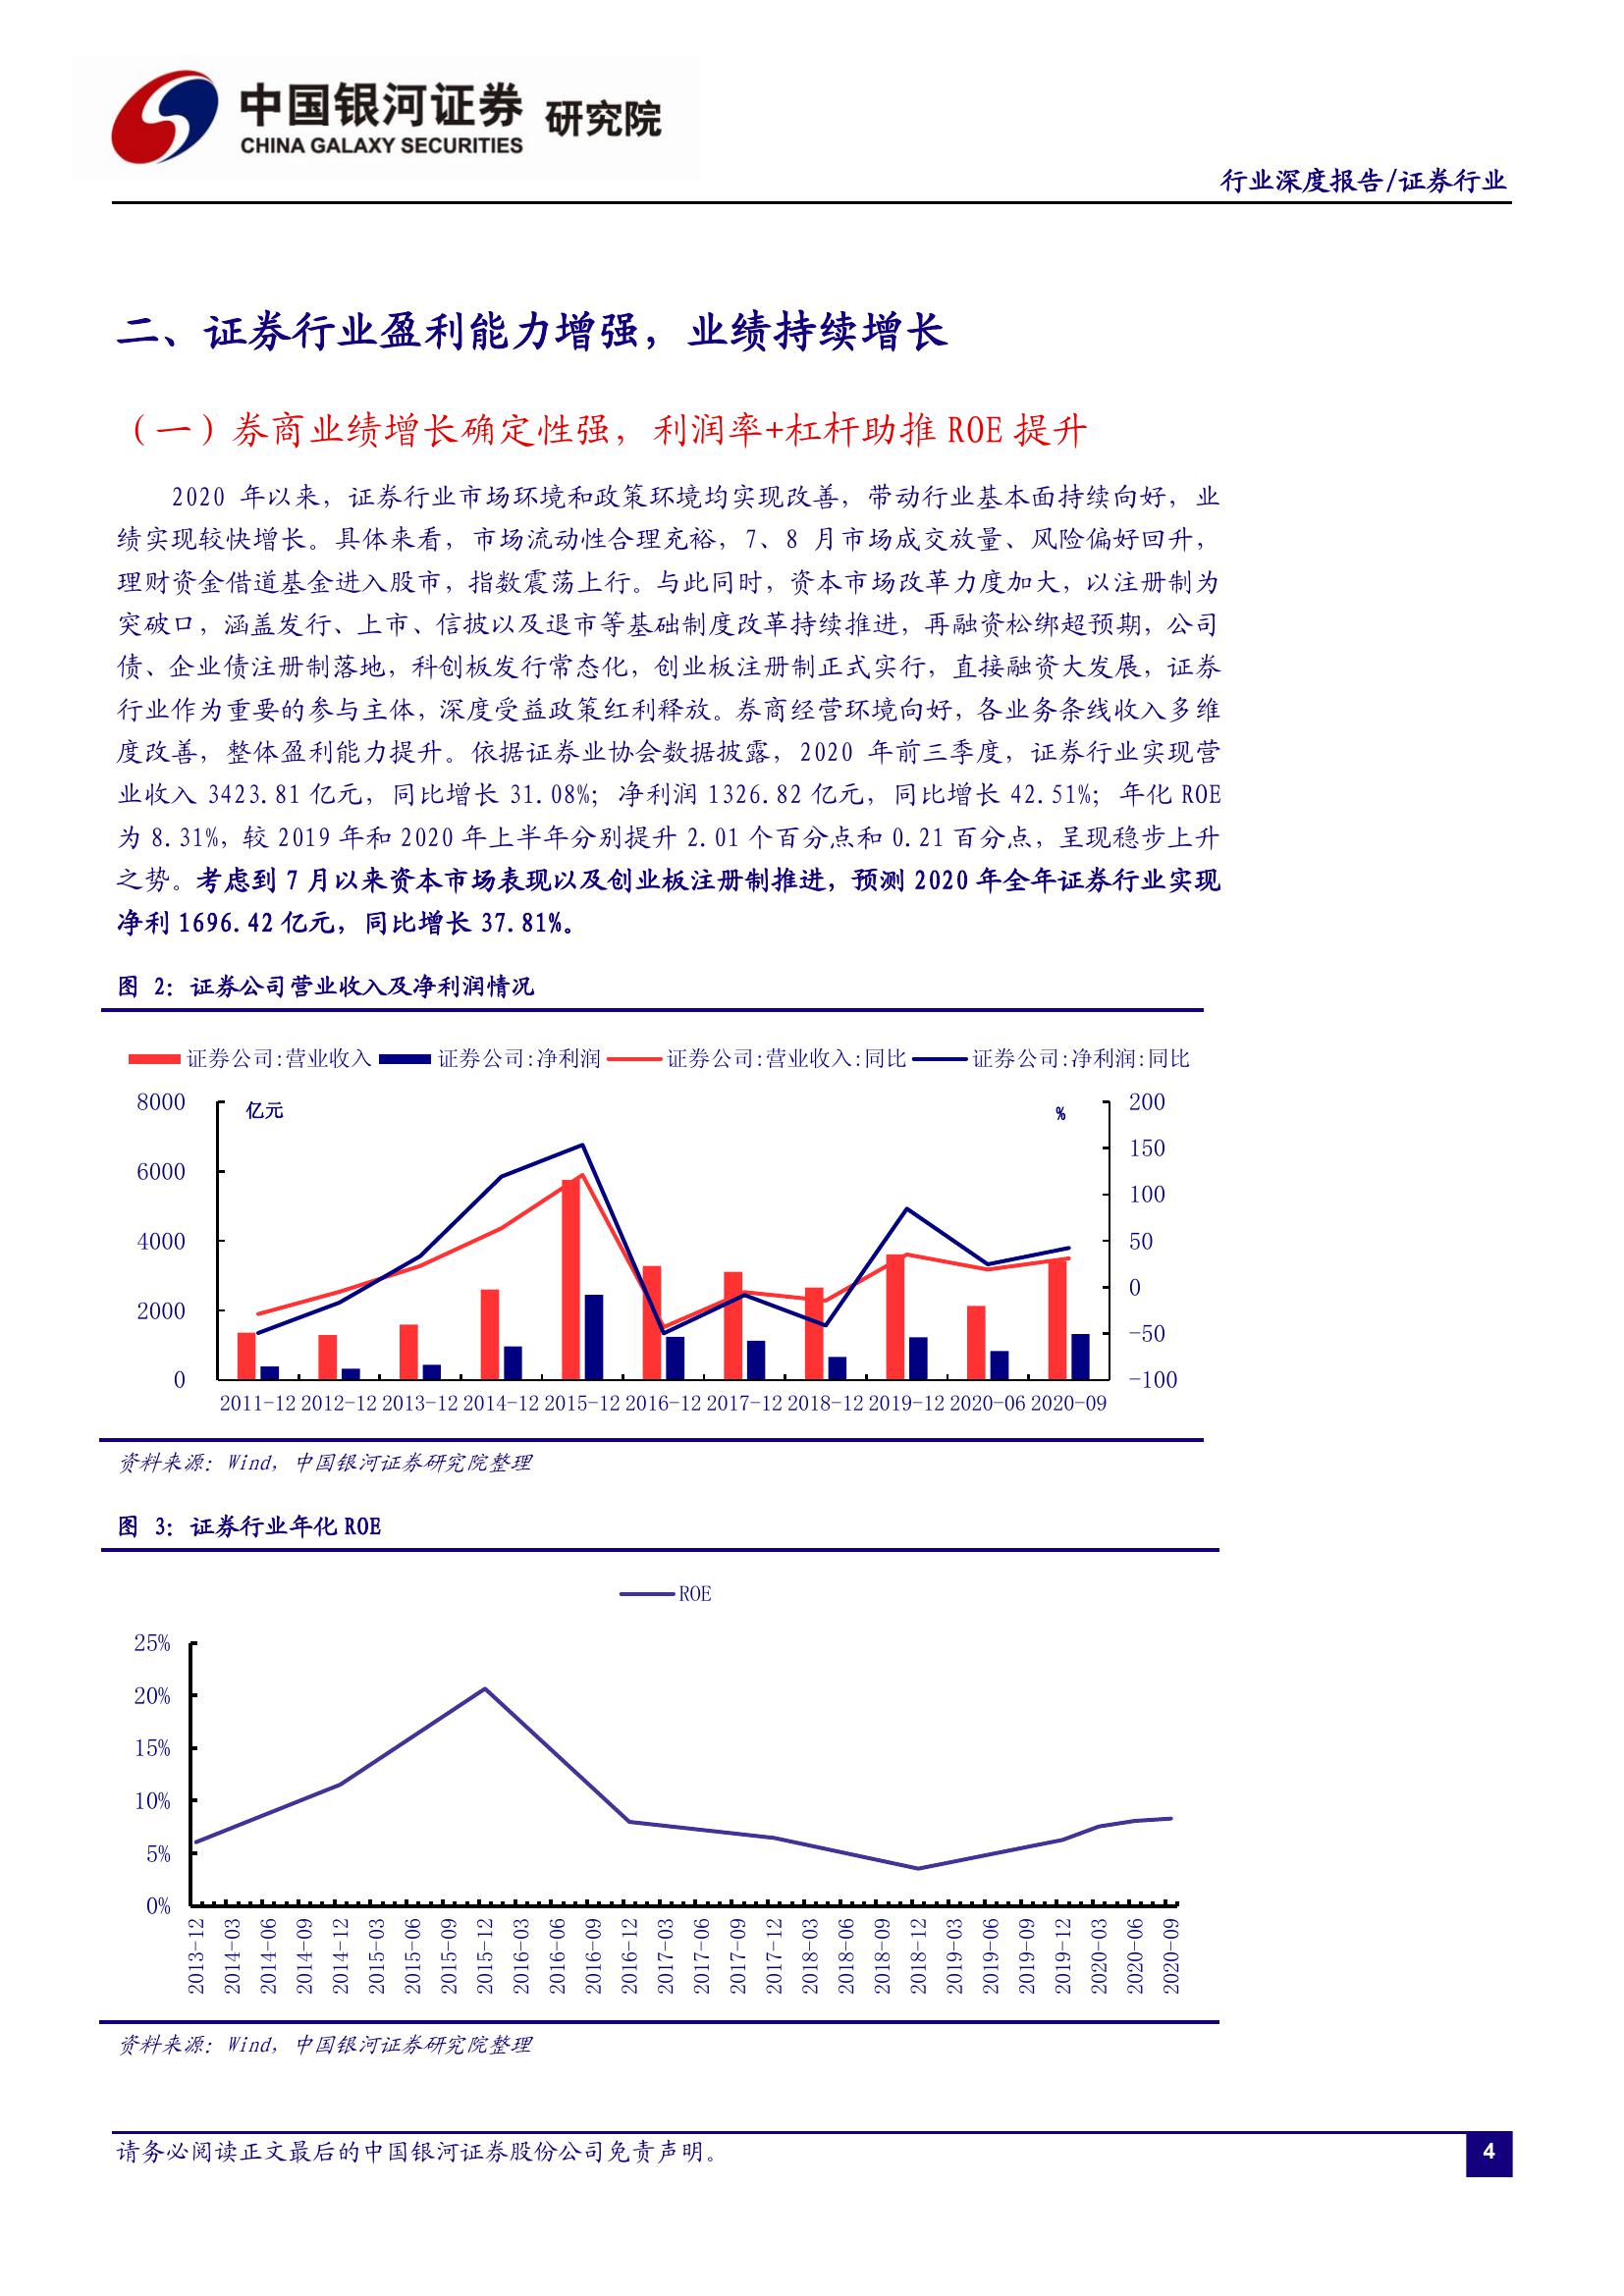 中国银河证券 研究院
CHINA GALAXY SECURITIES
行业深度报告/证券行业
二、证券行业盈利能力增强，业绩持续增长
（一）券商业绩增长确定性强，利润率+杠杆助推 ROE 提升
2020 年以来，证券行业市场环境和政策环境均实现改善，带动行业基本面持续向好，业
绩实现较快增长。具体来看，市场流动性合理充裕，7、8 月市场成交放量、风险偏好回升，
理财资金借道基金进入股市，指数震荡上行。与此同时，资本市场改革力度加大，以注册制为
突破口，涵盖发行、上市、信披以及退市等基础制度改革持续推进，再融资松绑超预期，公司
债、企业债注册制落地，科创板发行常态化，创业板注册制正式实行，直接融资大发展，证券
行业作为重要的参与主体，深度受益政策红利释放。券商经营环境向好，各业务条线收入多维
度改善，整体盈利能力提升。依据证券业协会数据披露，2020 年前三季度，证券行业实现营
业收入 3423.81 亿元，同比增长 31.08%；净利润 1326.82 亿元，同比增长 42.51%；年化 ROE
为 8.31%，较 2019 年和 2020 年上半年分别提升 2.01 个百分点和 0.21 百分点，呈现稳步上升
之势。考虑到 7 月以来资本市场表现以及创业板注册制推进，预测 2020 年全年证券行业实现
净利 1696.42 亿元，同比增长 37.81%。
图 2：证券公司营业收入及净利润情况
证券公司:营业收入 证券公司:净利润 证券公司:营业收入:同比 证券公司:净利润:同比
8000 亿元 % 200
150
6000
100
4000 50
0
2000
-50
0 -100
2011-12 2012-12 2013-12 2014-12 2015-12 2016-12 2017-12 2018-12 2019-12 2020-06 2020-09
资料来源：Wind，中国银河证券研究院整理
图 3：证券行业年化 ROE
ROE
25%
20%
15%
10%
5%
0%
2013-12 2014-03 2014-06 2014-09 2014-12 2015-03 2015-06 2015-09 2015-12 2016-03 2016-06 2016-09 2016-12 2017-03 2017-06 2017-09 2017-12 2018-03 2018-06 2018-09 2018-12 2019-03 2019-06 2019-09 2019-12 2020-03 2020-06 2020-09
资料来源：Wind，中国银河证券研究院整理
请务必阅读正文最后的中国银河证券股份公司免责声明。 4